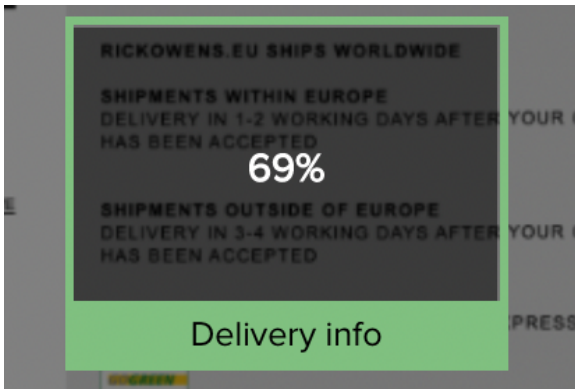 RICKOWENS.EU SHIPS WORLDWIDE
SHIPMENTS WITHIN EUROPE
DELIVERY IN 1-2 WORKING DAYS AFTER YOUR
HAS BEEN ACCEPTED
69%
SHIPMENTS OUTSIDE OF EUROPE
DELIVERY IN 3-4 WORKING DAYS AFTER YOUR
HAS BEEN ACCEPTED
Delivery info
GOGREEN